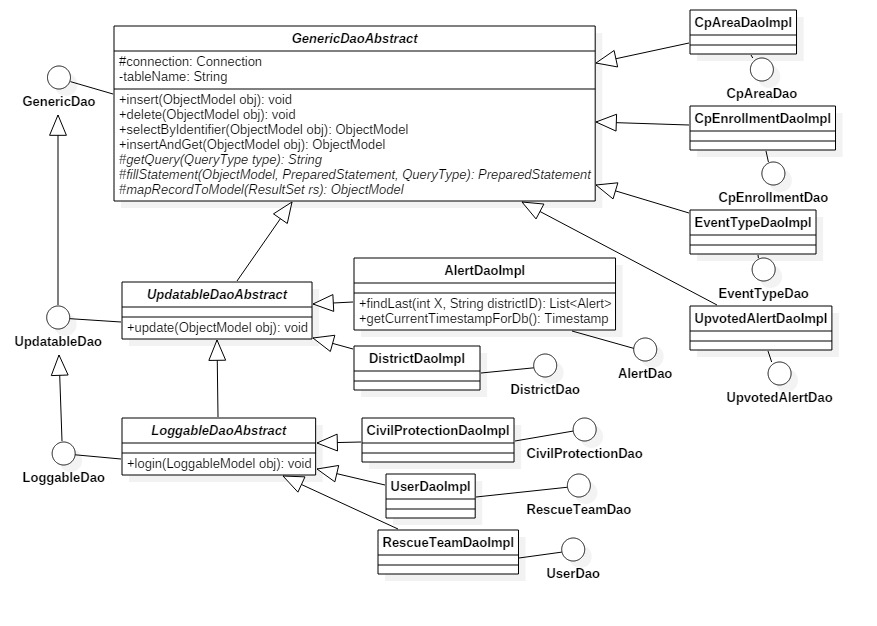 GenericDaoAbstract
#connection: Connection
-tableName: String
+insert(ObjectModel obj): void
+delete(ObjectModel obj): void
+selectByIdentifier(ObjectModel obj): ObjectModel
+insertAndGet(ObjectModel obj): ObjectModel
#getQuery(QueryType type): String
#fillStatement(ObjectModel, PreparedStatement, QueryType): PreparedStatement
#mapRecordToModel(ResultSet rs): ObjectModel
GenericDao
CpAreaDaoImpl
CpAreaDao
CpEnrollmentDaoImpl
CpEnrollmentDao
EventTypeDaoImpl
EventTypeDao
UpvotedAlertDaoImpl
UpvotedAlertDao
UpdatableDaoAbstract
+update(ObjectModel obj): void
UpdatableDao
AlertDaoImpl
+findLast(int X, String districtID): List<Alert>
+getCurrentTimestampForDb(): Timestamp
AlertDao
DistrictDaoImpl
DistrictDao
LoggableDaoAbstract
+login(LoggableModel obj): void
LoggableDao
CivilProtectionDaoImpl
CivilProtectionDao
UserDaoImpl
RescueTeamDao
RescueTeamDaoImpl
UserDao